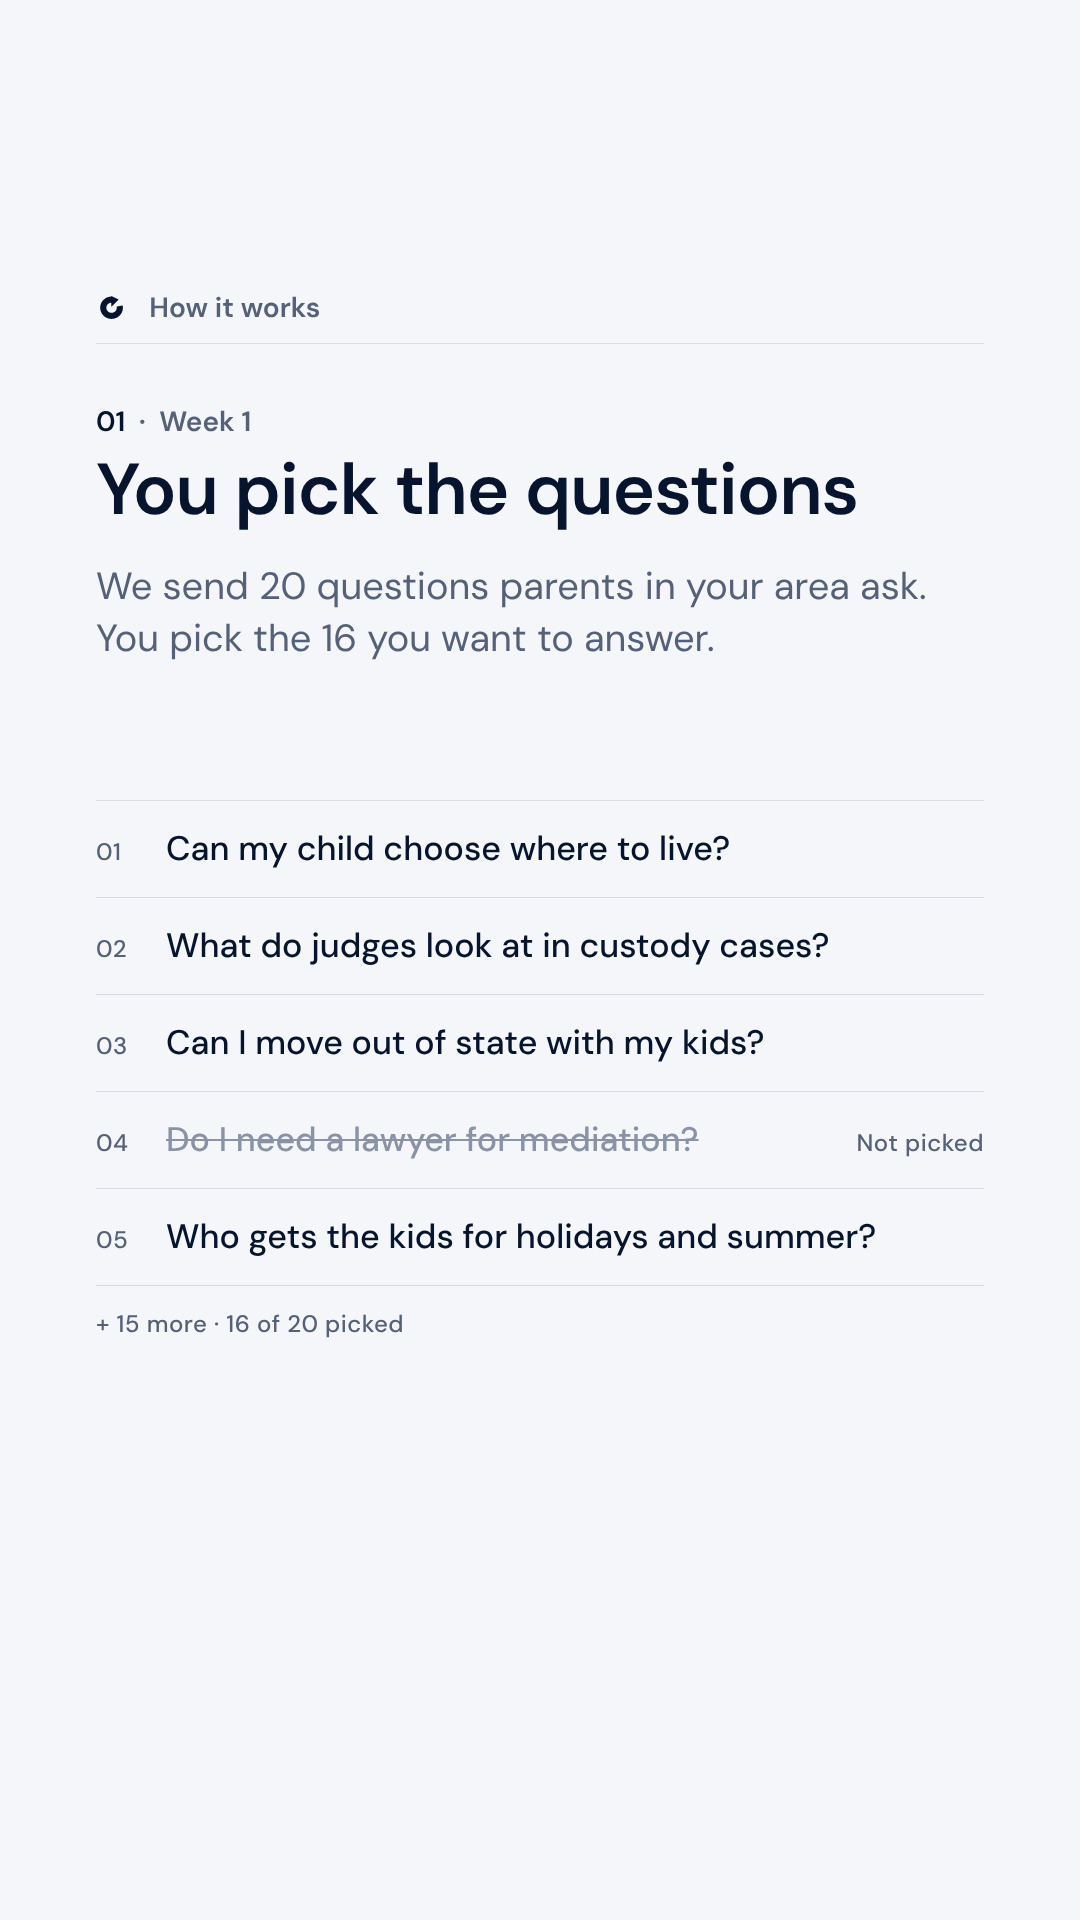 How it works
01 · Week 1
You pick the questions
We send 20 questions parents in your area ask.
You pick the 16 you want to answer.
01 Can my child choose where to live?
02 What do judges look at in custody cases?
03 Can I move out of state with my kids?
04 Do I need a lawyer for mediation? Not picked
05 Who gets the kids for holidays and summer?
+ 15 more · 16 of 20 picked